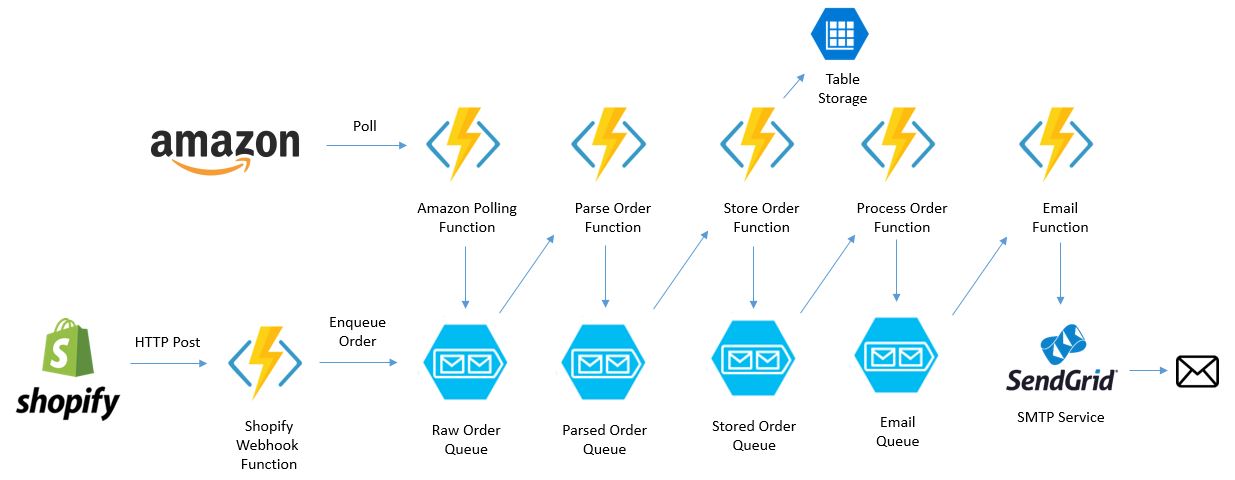 Table
Storage
amazon
Poll
Amazon Polling
Function
Parse Order
Function
Store Order
Function
Process Order
Function
Email
Function
shopify
HTTP Post
Shopify
Webhook
Function
Enqueue
Order
Raw Order
Queue
Parsed Order
Queue
Stored Order
Queue
Email
Queue
SendGrid
SMTP Service